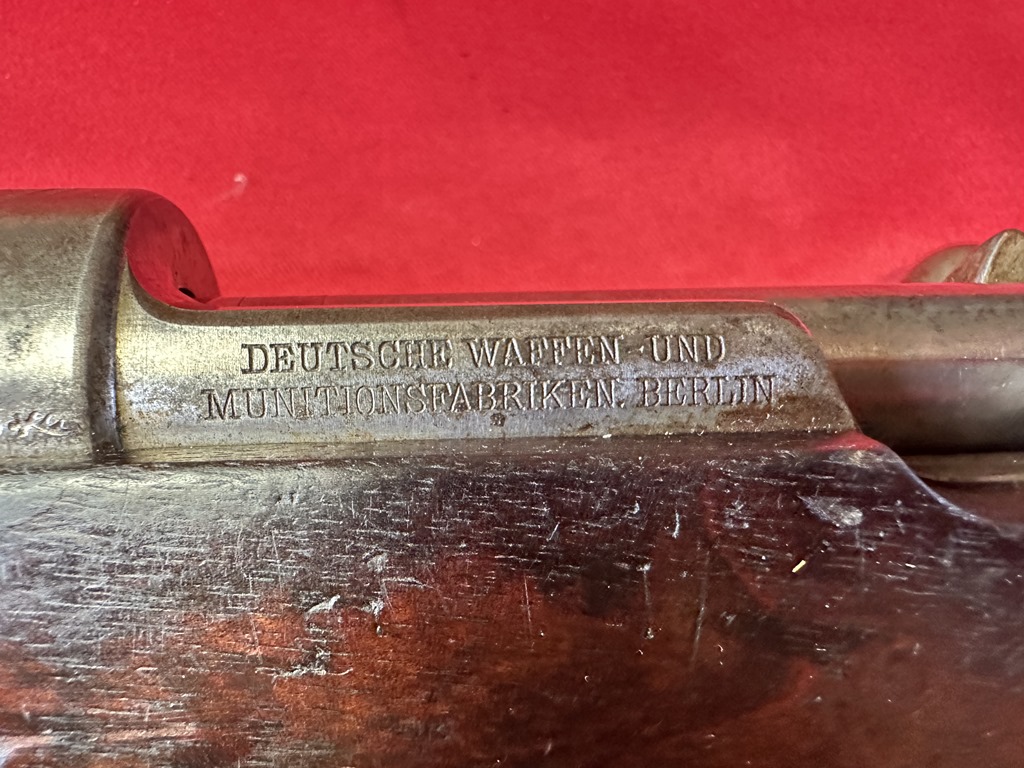 DEUTSCHE WAFFEN UND
MUNITIONSFABRIKEN. BERLIN